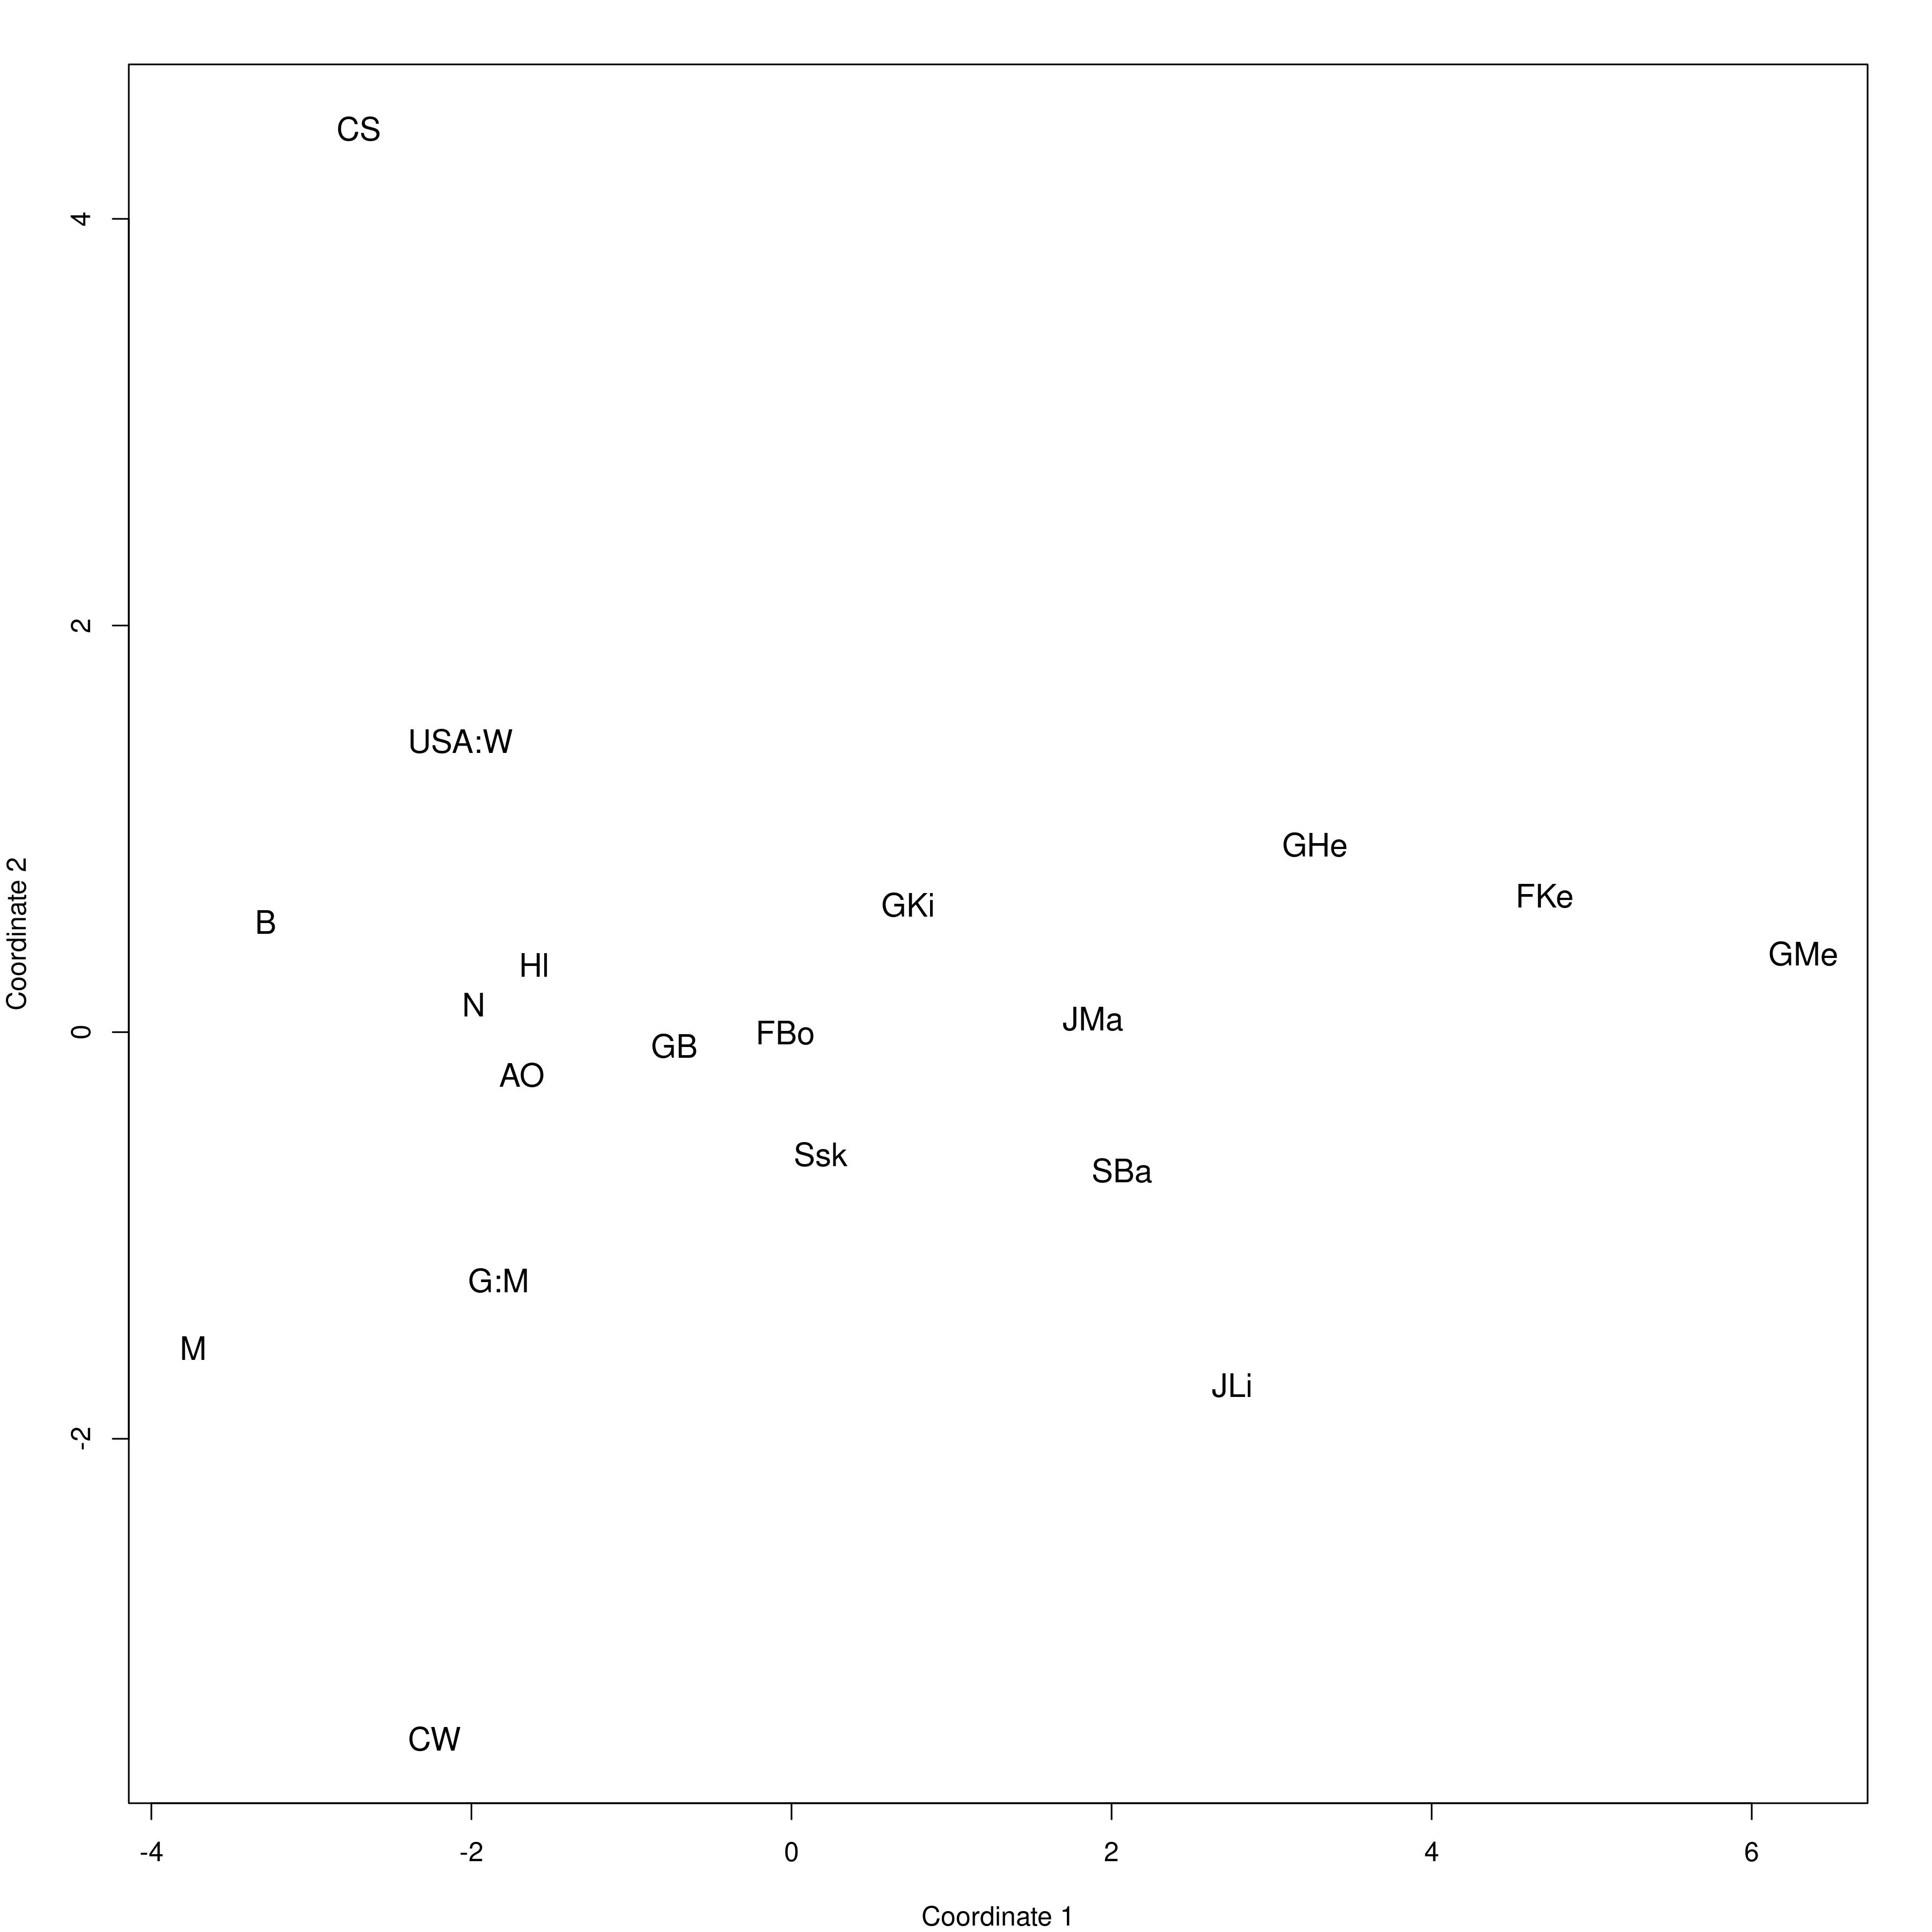 CS
4
2
USA:W
GHe
FKe
GKi
B
GMe
Hl
N
JMa
0
FBo
GB
AO
Ssk
SBa
G:M
M
JLi
-2
CW
Coordinate 2
-4 -2 0 2 4 6
Coordinate 1